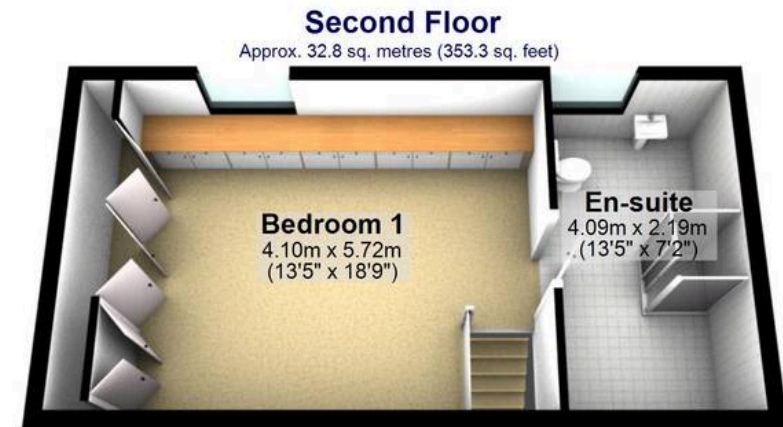 Second Floor
Approx. 32.8 sq. metres (353.3 sq. feet)
Bedroom 1
4.10m x 5.72m
(13'5" x 18'9")
En-suite
4.09m x 2.19m
(13'5" x 7'2")